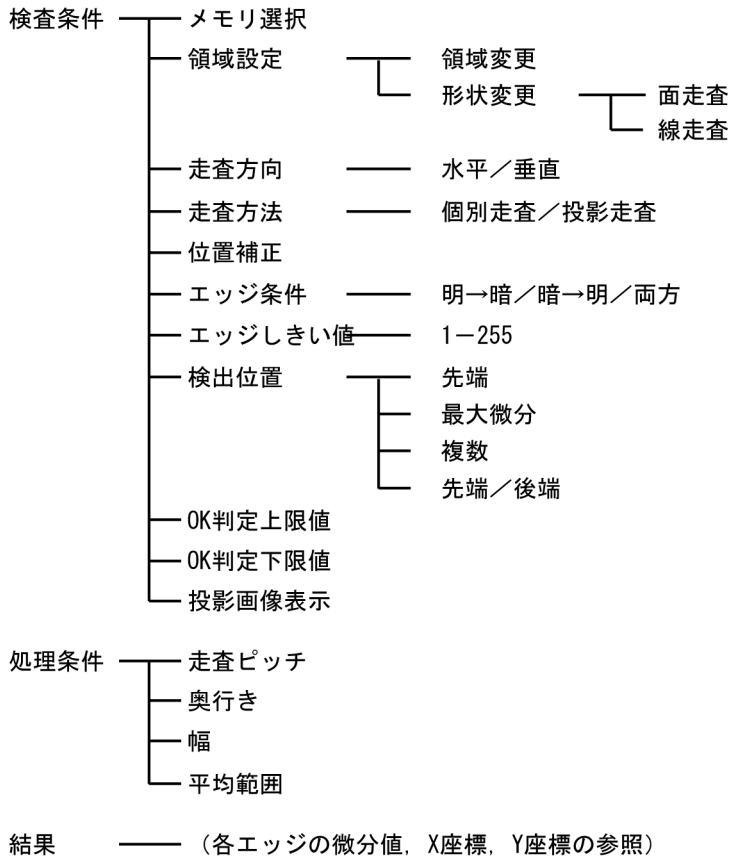 検査条件 メモリ選択
領域設定 領域変更
形状変更 面走査
線走査
走査方向 水平／垂直
走査方法 個別走査／投影走査
位置補正
エッジ条件 明→暗／暗→明／両方
エッジしきい値 1－255
検出位置 先端
最大微分
複数
先端／後端
OK判定上限値
OK判定下限値
投影画像表示
処理条件 走査ピッチ
奥行き
幅
平均範囲
結果 （各エッジの微分値，X座標，Y座標の参照）